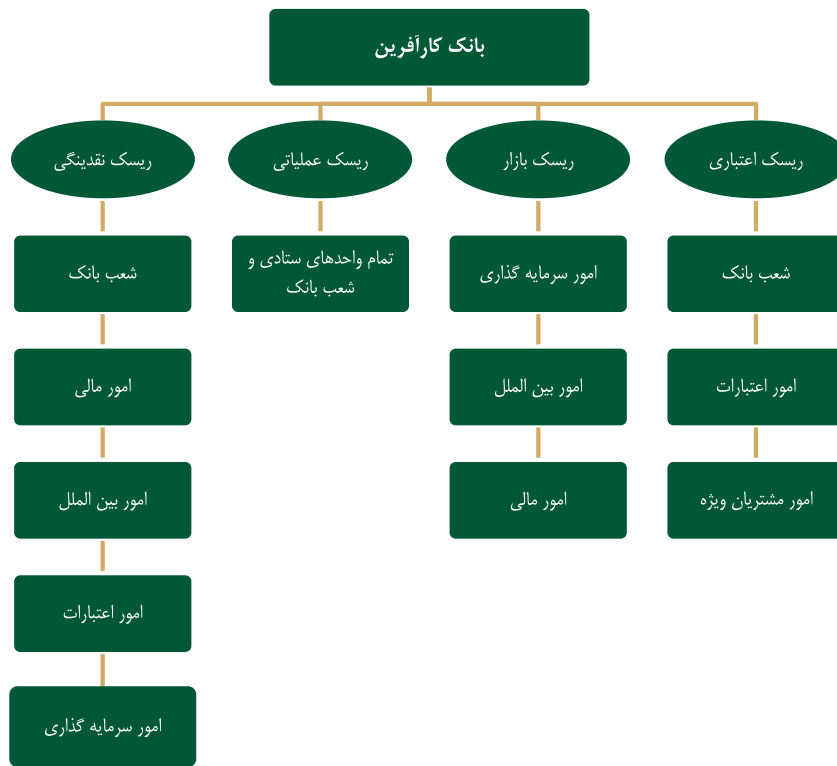 بانک کارآفرین
ریسک اعتباری
ریسک بازار
ریسک عملیاتی
ریسک نقدینگی
شعب بانک
امور سرمایه گذاری
تمام واحدهای ستادی و
شعب بانک
شعب بانک
امور اعتبارات
امور بین الملل
امور مالی
امور مشتریان ویژه
امور مالی
امور بین الملل
امور اعتبارات
امور سرمایه گذاری